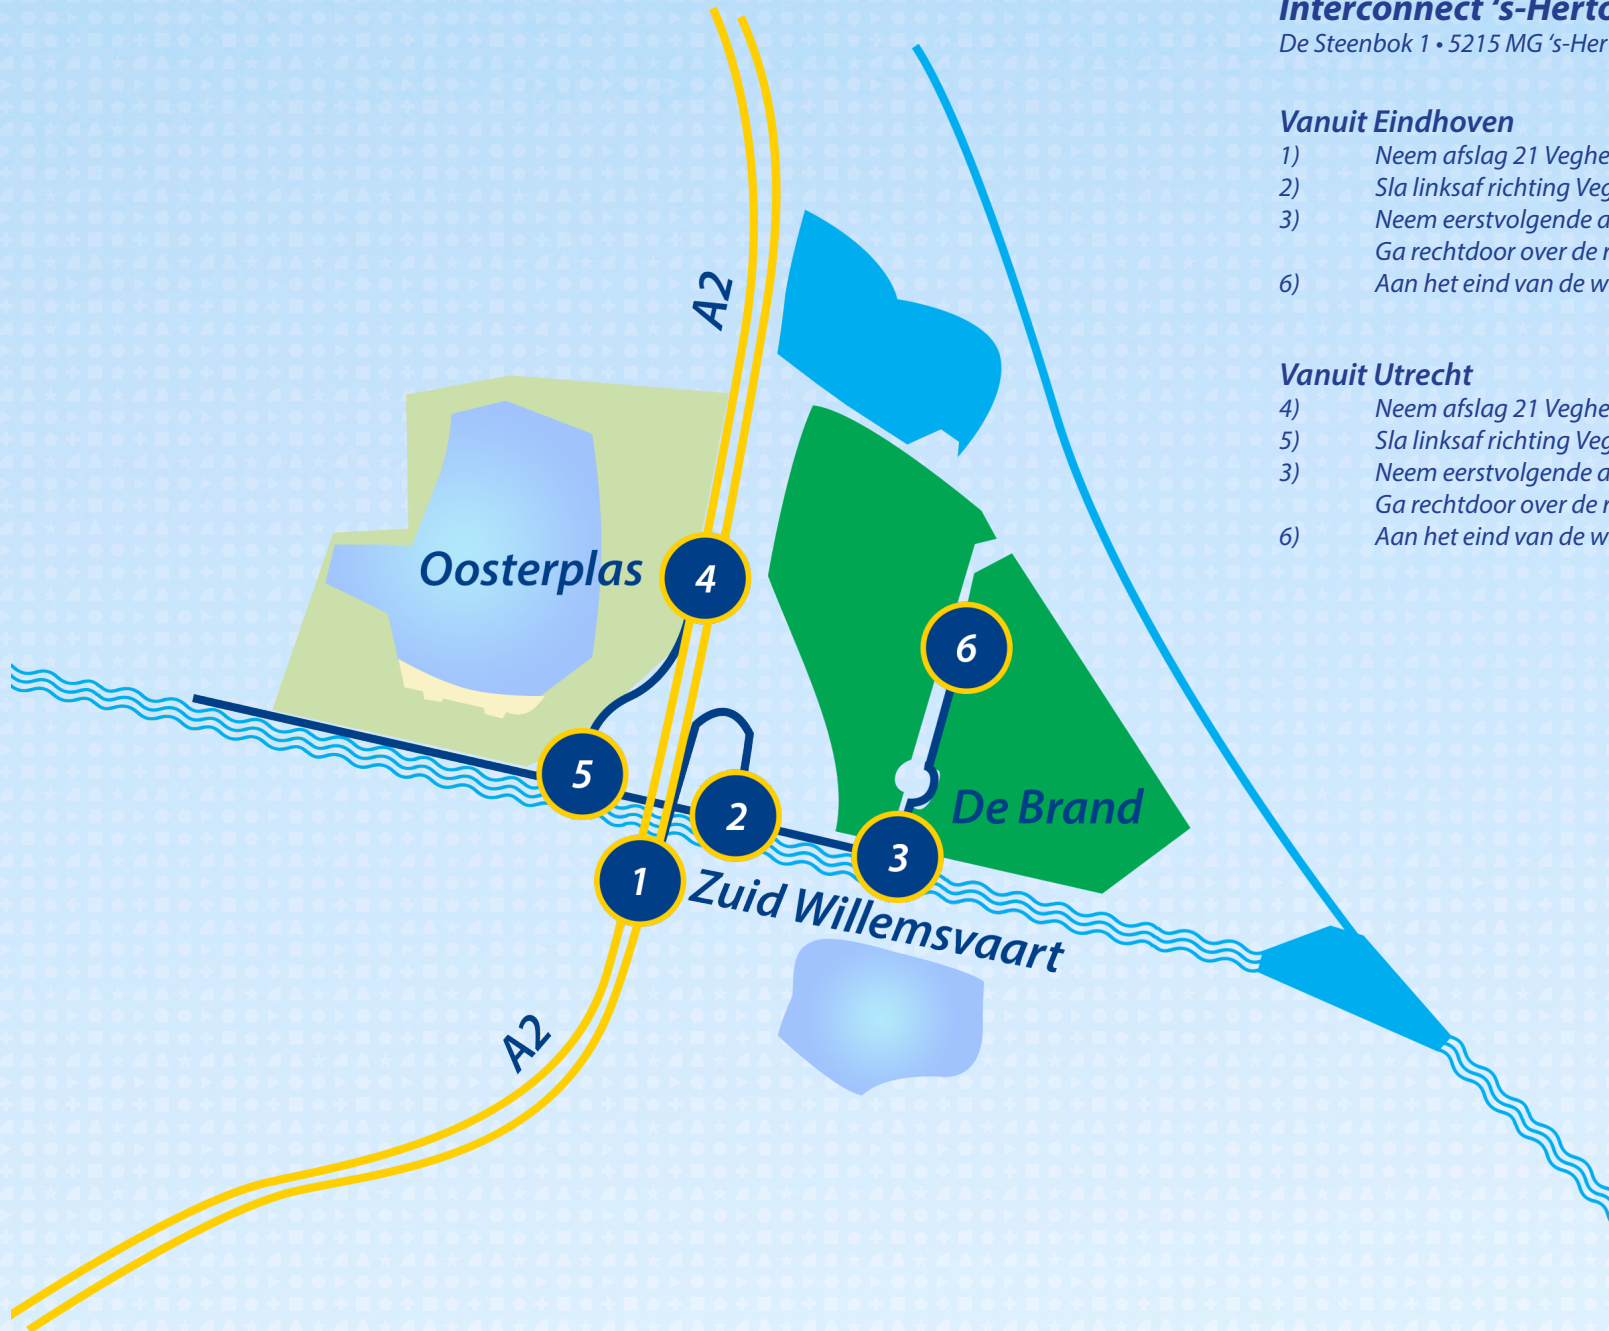 Interconnect 's-Herto
De Steenbok 1 • 5215 MG 's-Her
Vanuit Eindhoven
1) Neem afslag 21 Veghe
2) Sla linksaf richting Veg
3) Neem eerstvolgende a
Ga rechtdoor over de r
6) Aan het eind van de w
Vanuit Utrecht
4) Neem afslag 21 Veghe
5) Sla linksaf richting Veg
3) Neem eerstvolgende a
Ga rechtdoor over de r
6) Aan het eind van de w
A2
Oosterplas
4
6
5
2
De Brand
3
1
Zuid Willemsvaart
A2